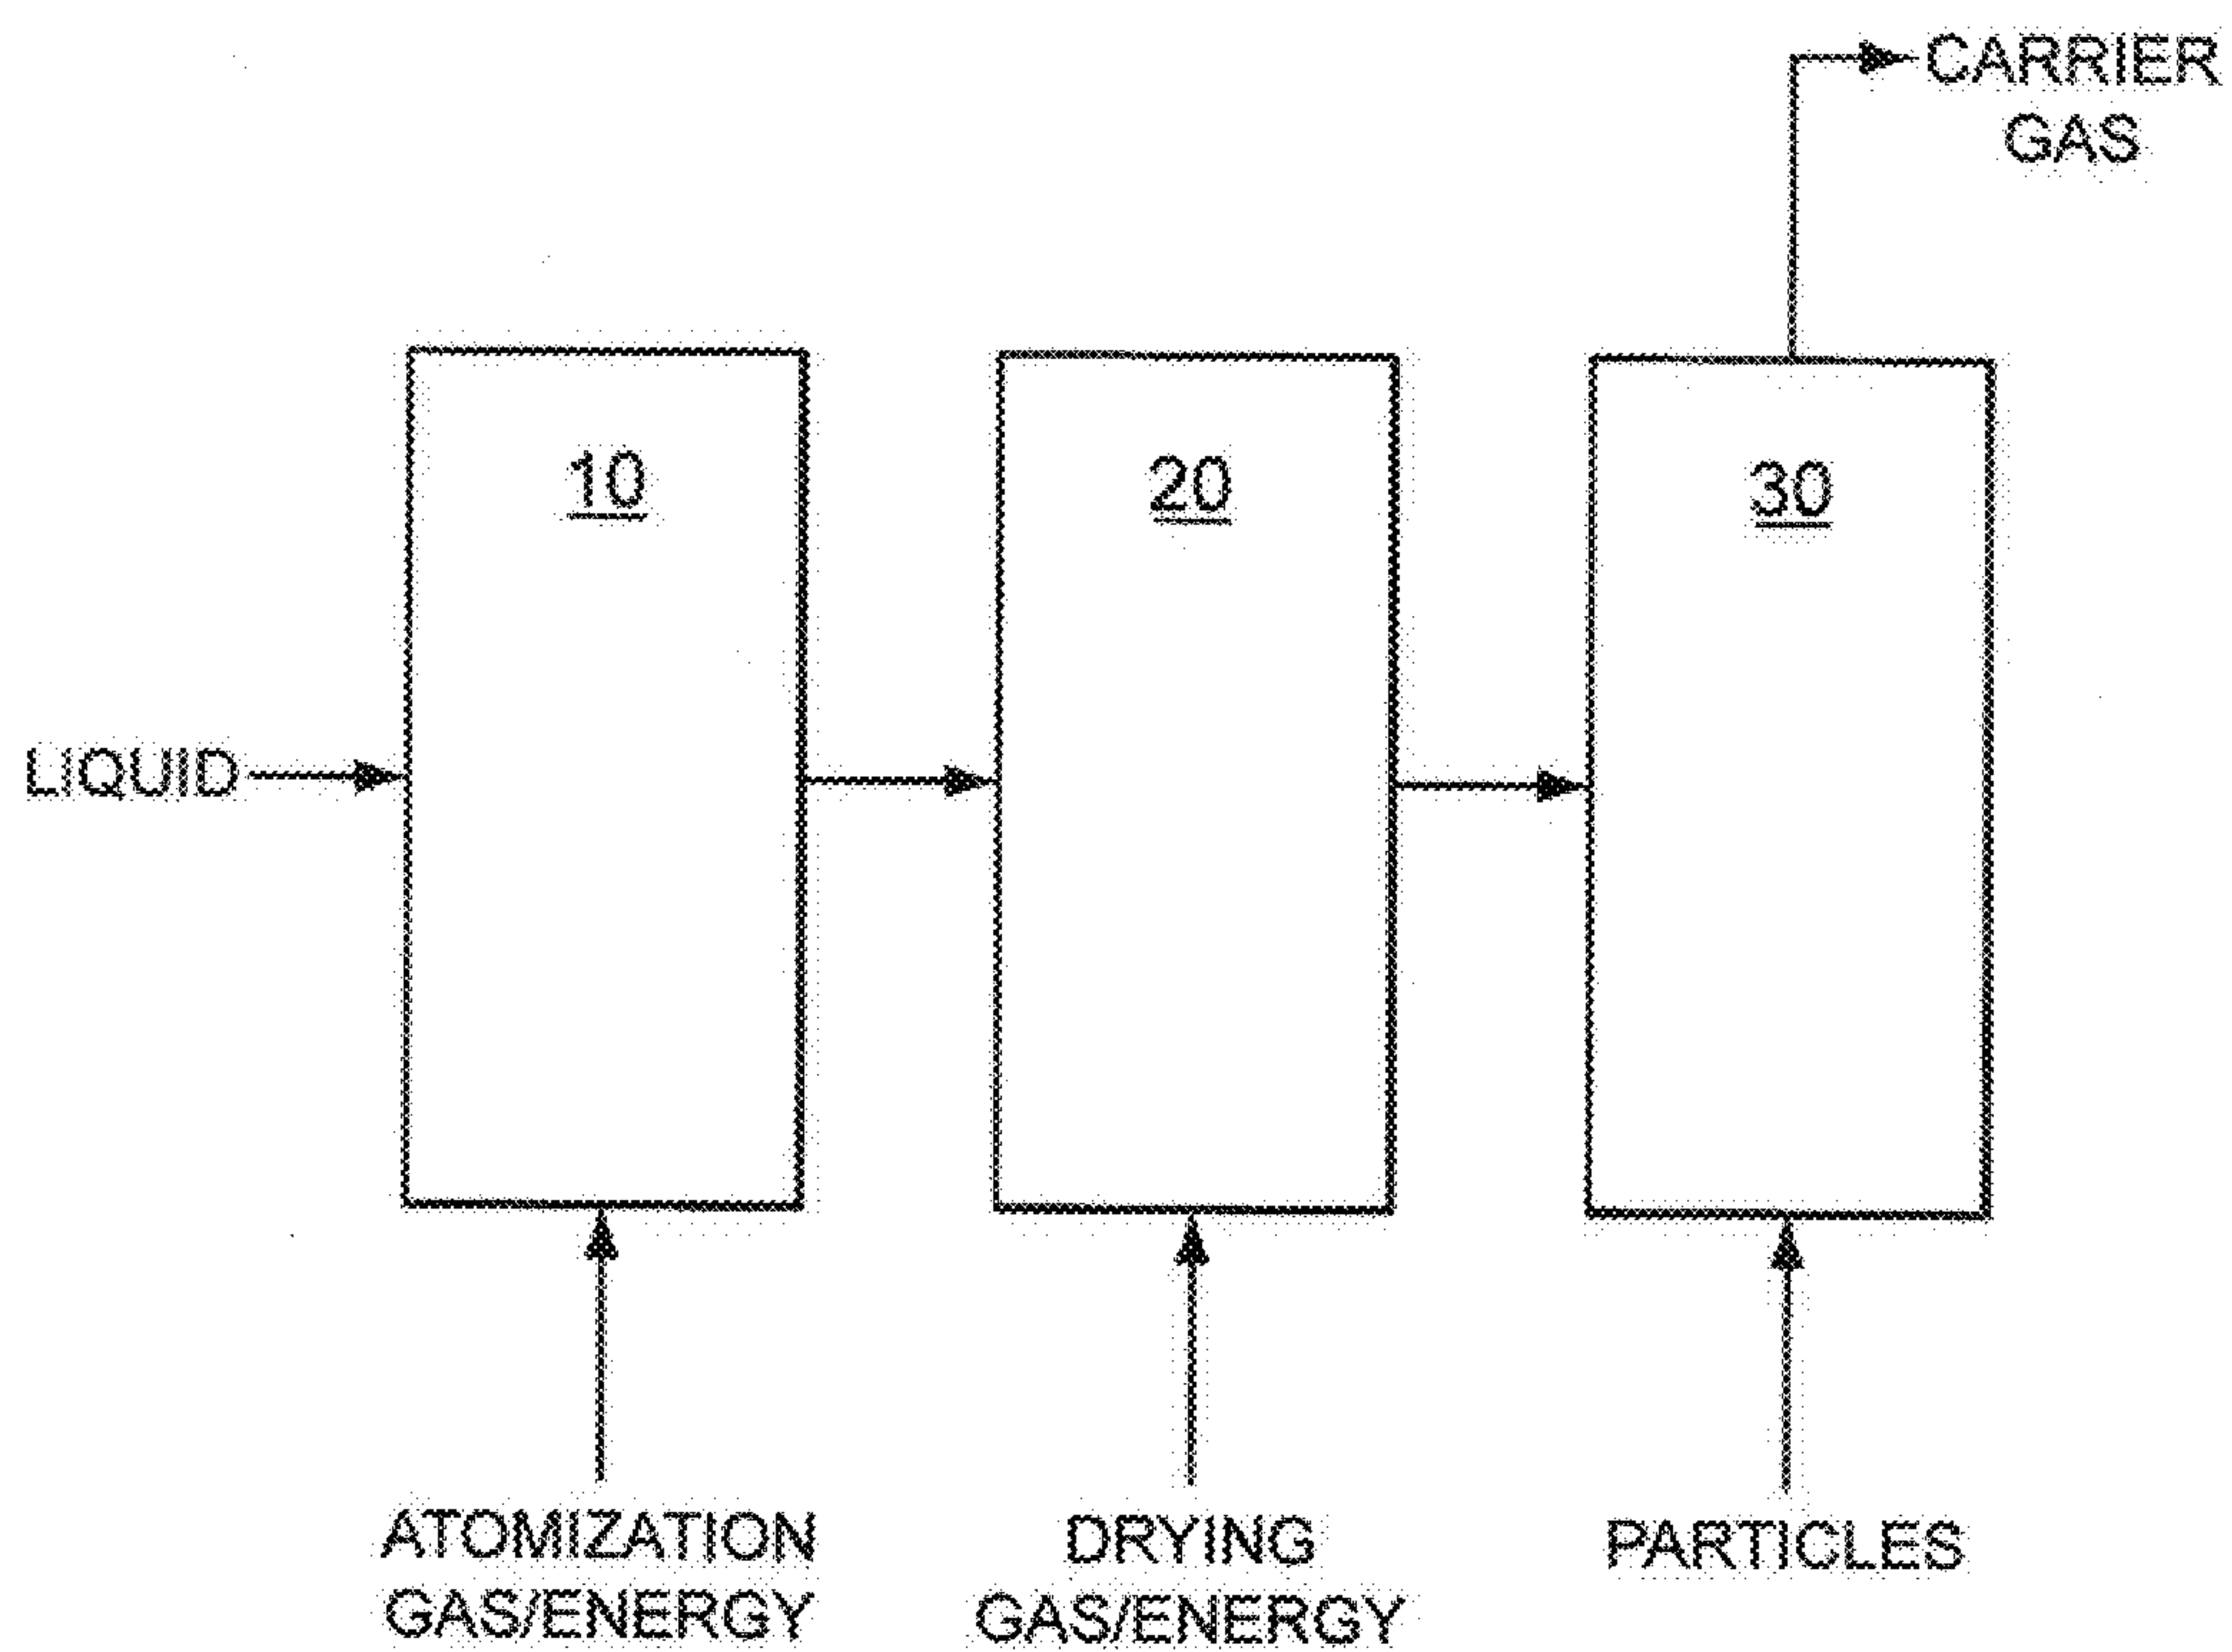 CARRIER
GAS
10
20
30
LIQUID
ATOMIZATION
GAS/ENERGY
DRYING
GAS/ENERGY
PARTICLES